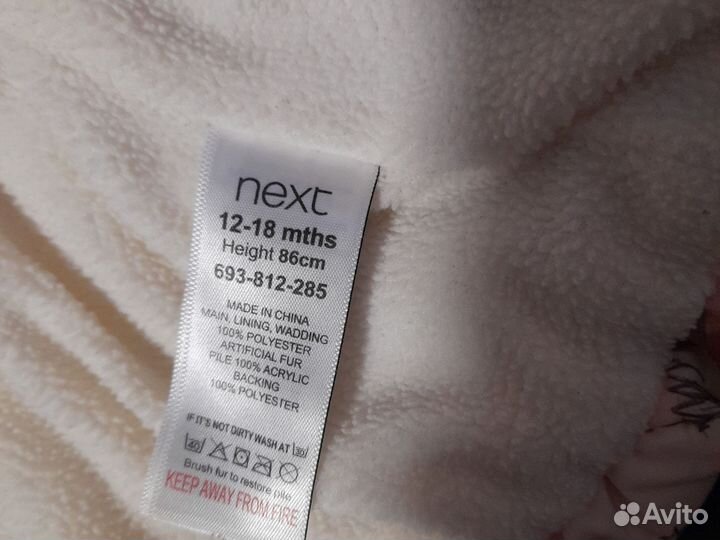 next
12-18 mths
Height 86cm
693-812-285
MADE IN CHINA
MAIN, LINING, WADDING
100% POLYESTER
ARTIFICIAL FUR
PILE 100% ACRYLIC
BACKING
100% POLYESTER
IF IT'S NOT DIRTY WASH AT 30
40
Brush fur to restore pile
KEEP AWAY FROM FIRE
Avito